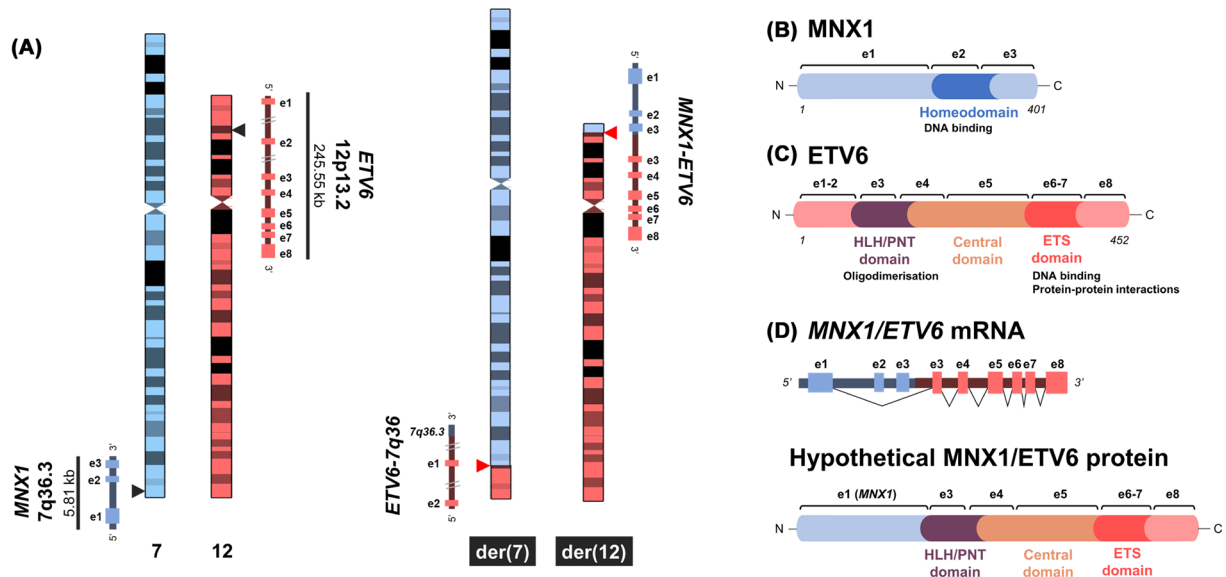 (A)
5'
e1
e2
e3
e4
e5
e6
e7
e8
3'
ETV6
12p13.2
245.55 kb
MNX1
7q36.3
5.81 kb
3'
e3
e2
e1
5'
7
12
5'
e1
e2
e3
e3
e4
e5
e6
e7
e8
3'
MNX1-ETV6
ETV6-7q36
3'
7q36.3
e1
e2
5'
der(7)
der(12)
(B) MNX1
e1 e2 e3
N C
1 401
Homeodomain
DNA binding
(C) ETV6
e1-2 e3 e4 e5 e6-7 e8
N C
1 452
HLH/PNT domain
Oligodimerisation
Central domain
ETS domain
DNA binding
Protein-protein interactions
(D) MNX1/ETV6 mRNA
e1 e2 e3 e3 e4 e5 e6 e7 e8
5' 3'
Hypothetical MNX1/ETV6 protein
e1 (MNX1) e3 e4 e5 e6-7 e8
N C
HLH/PNT domain
Central domain
ETS domain